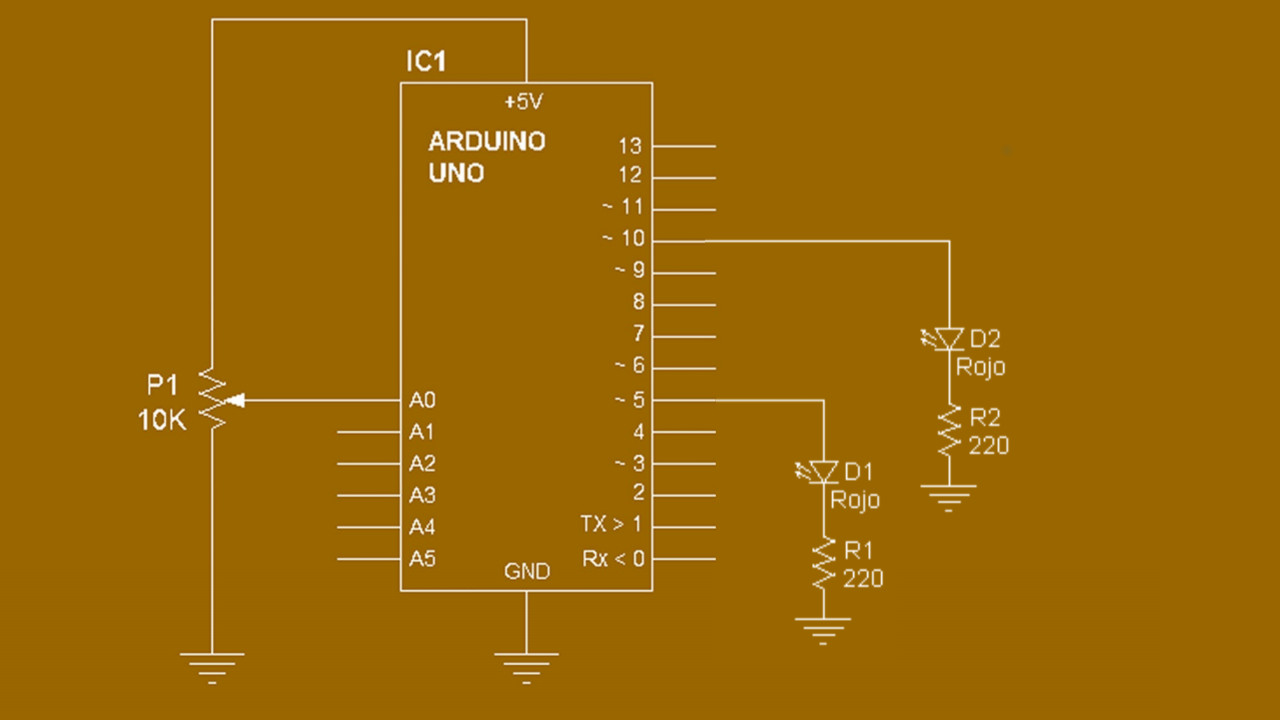 IC1
+5V
ARDUINO
UNO
13
12
~ 11
~ 10
~ 9
8
7
~ 6
~ 5
4
~ 3
2
TX > 1
Rx < 0
A0
A1
A2
A3
A4
A5
GND
P1
10K
D2
Rojo
R2
220
D1
Rojo
R1
220